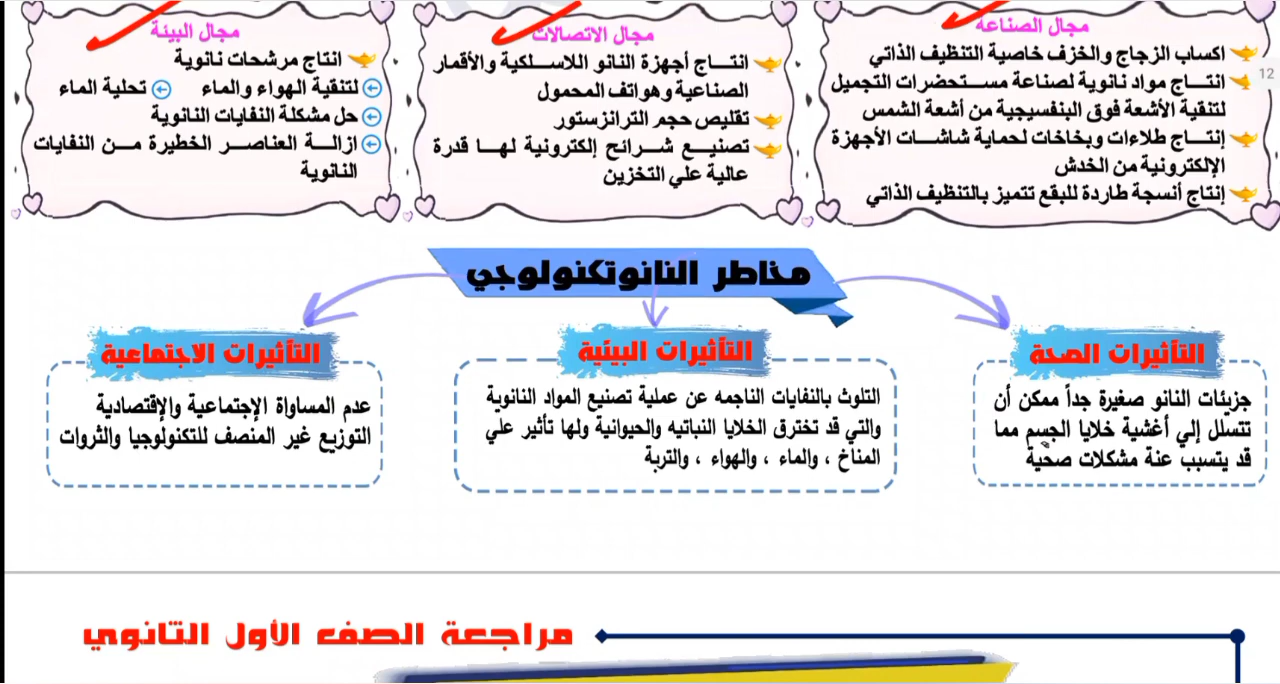 مجال الصناعه
اكساب الزجاج والخزف خاصية التنظيف الذاتي
انتـاج مواد نانوية لصناعة مستحضرات التجميل
لتنقية الأشعة فوق البنفسيجية من أشعة الشمس
إنتاج طلاءات وبخاخات لحماية شاشات الأجهزة
الإلكترونية من الخدش
إنتاج أنسجة طاردة للبقع تتميز بالتنظيف الذاتي
مجال الاتصالات
انتاج أجهزة النانو اللاسلكية والأقمار
الصناعية وهواتف المحمول
تقليص حجم الترانزستور
تصنيع شرائح إلكترونية لها قدرة
عالية علي التخزين
مجال البيئة
انتاج مرشحات نانوية
لتنقية الهواء والماء تحلية الماء
حل مشكلة النفايات النانوية
ازالة العناصر الخطيرة من النفايات
النانوية
12
مخاطر النانوتكنولوجي
التأثيرات الصحة
جزيئات النانو صغيرة جداً ممكن أن
تتسلل إلي أغشية خلايا الجسم مما
قد يتسبب عنة مشكلات صحية
التأثيرات البيئية
التلوث بالنفايات الناجمه عن عملية تصنيع المواد النانوية
والتي قد تخترق الخلايا النباتيه والحيوانية ولها تأثير علي
المناخ ، والماء ، والهواء ، والتربة
التأثيرات الاجتماعية
عدم المساواة الإجتماعية والإقتصادية
التوزيع غير المنصف للتكنولوجيا والثروات
مراجعة الصف الأول الثانوي